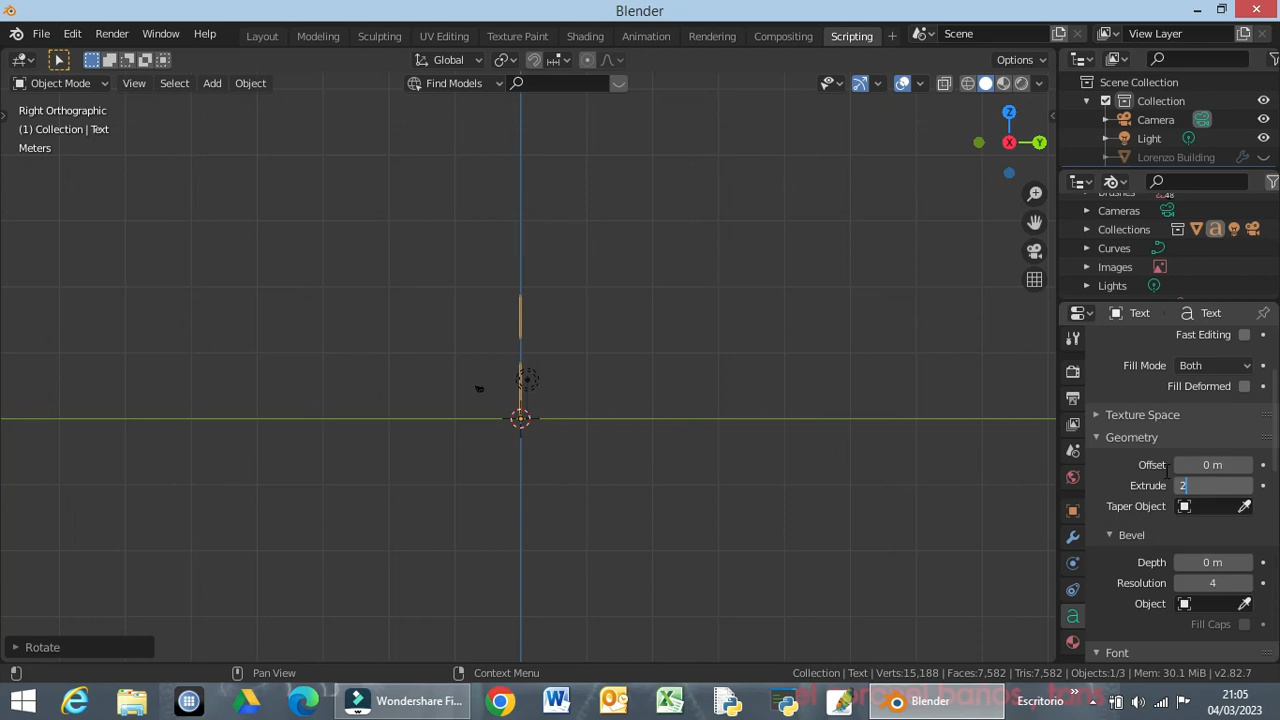 Blender
File Edit Render Window Help Layout Modeling Sculpting UV Editing Texture Paint Shading Animation Rendering Compositing Scripting + Scene View Layer
Global Options
Object Mode View Select Add Object Find Models
Right Orthographic
(1) Collection | Text
Meters
Z
X
Y
Scene Collection
Collection
Camera
Light
Lorenzo Building
Brushes
Cameras
Collections
Curves
Images
Lights
Text Text
Fast Editing
Fill Mode Both
Fill Deformed
Texture Space
Geometry
Offset 0 m
Extrude 2
Taper Object
Bevel
Depth 0 m
Resolution 4
Object
Fill Caps
Font
Rotate
Pan View Context Menu Collection | Text | Verts:15,188 | Faces:7,582 | Tris:7,582 | Objects:1/3 | Mem: 30.1 MiB | v2.82.7
Wondershare Fi... Blender Escritorio 21:05
04/03/2023